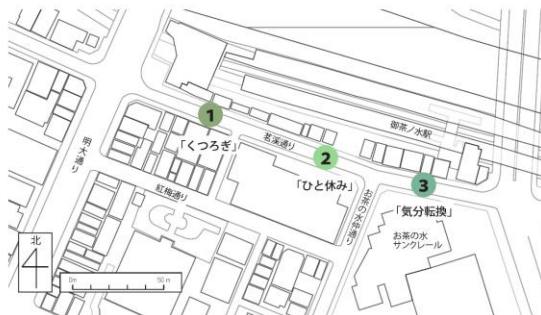 1
「くつろぎ」
茗渓通り
2
「ひと休み」
御茶ノ水駅
3
「気分転換」
お茶の水
サンクレール
お茶の水仲通り
明大通り
紅梅通り
北
0m
50 m